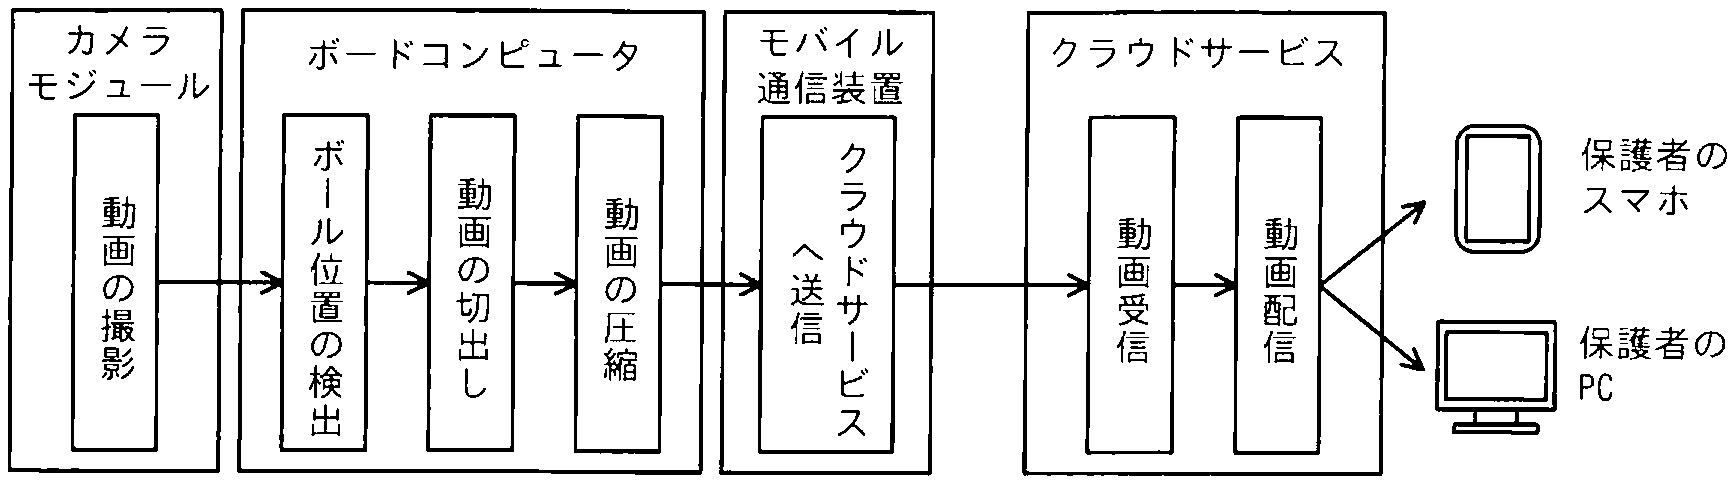 カメラ
モジュール
動画の撮影
ボードコンピュータ
ボール位置の検出
動画の切出し
動画の圧縮
モバイル
通信装置
クラウドサービス
へ送信
クラウドサービス
動画受信
動画配信
保護者の
スマホ
保護者の
PC